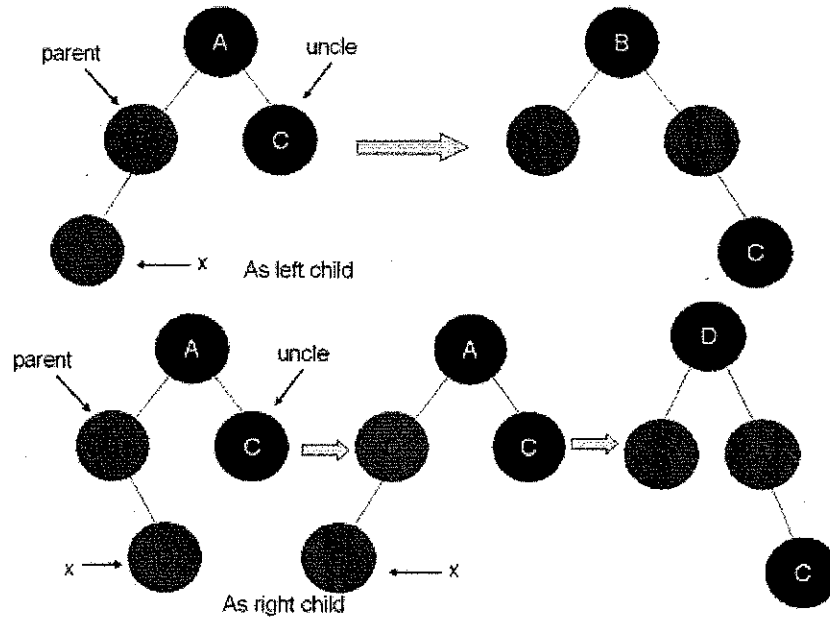 A
uncle
parent
C
x
As left child
B
C
A
uncle
parent
C
x
As right child
A
C
x
D
C